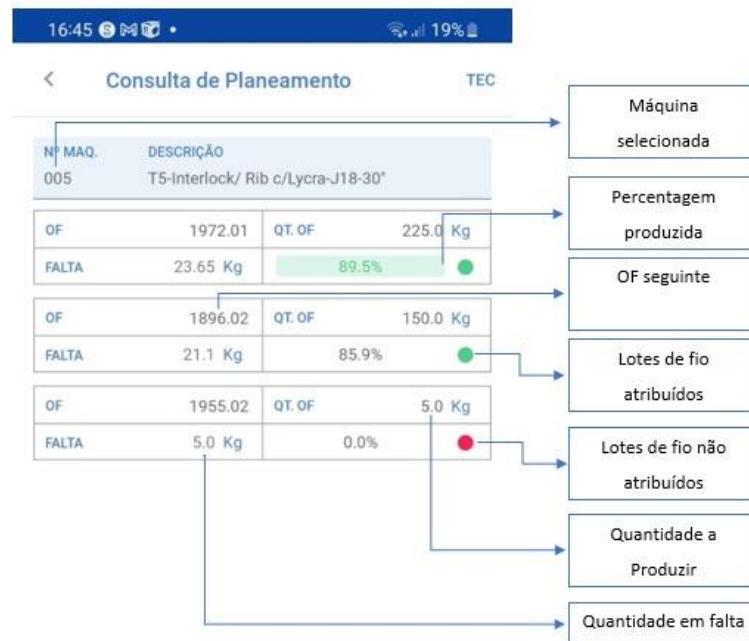 16:45
19%
Consulta de Planeamento
TEC
Nº MAQ. DESCRIÇÃO
005 T5-Interlock/ Rib c/Lycra-J18-30"
OF 1972.01 QT. OF 225.0 Kg
FALTA 23.65 Kg 89.5%
OF 1896.02 QT. OF 150.0 Kg
FALTA 21.1 Kg 85.9%
OF 1955.02 QT. OF 5.0 Kg
FALTA 5.0 Kg 0.0%
Máquina
selecionada
Percentagem
produzida
OF seguinte
Lotes de fio
atribuídos
Lotes de fio não
atribuídos
Quantidade a
Produzir
Quantidade em falta